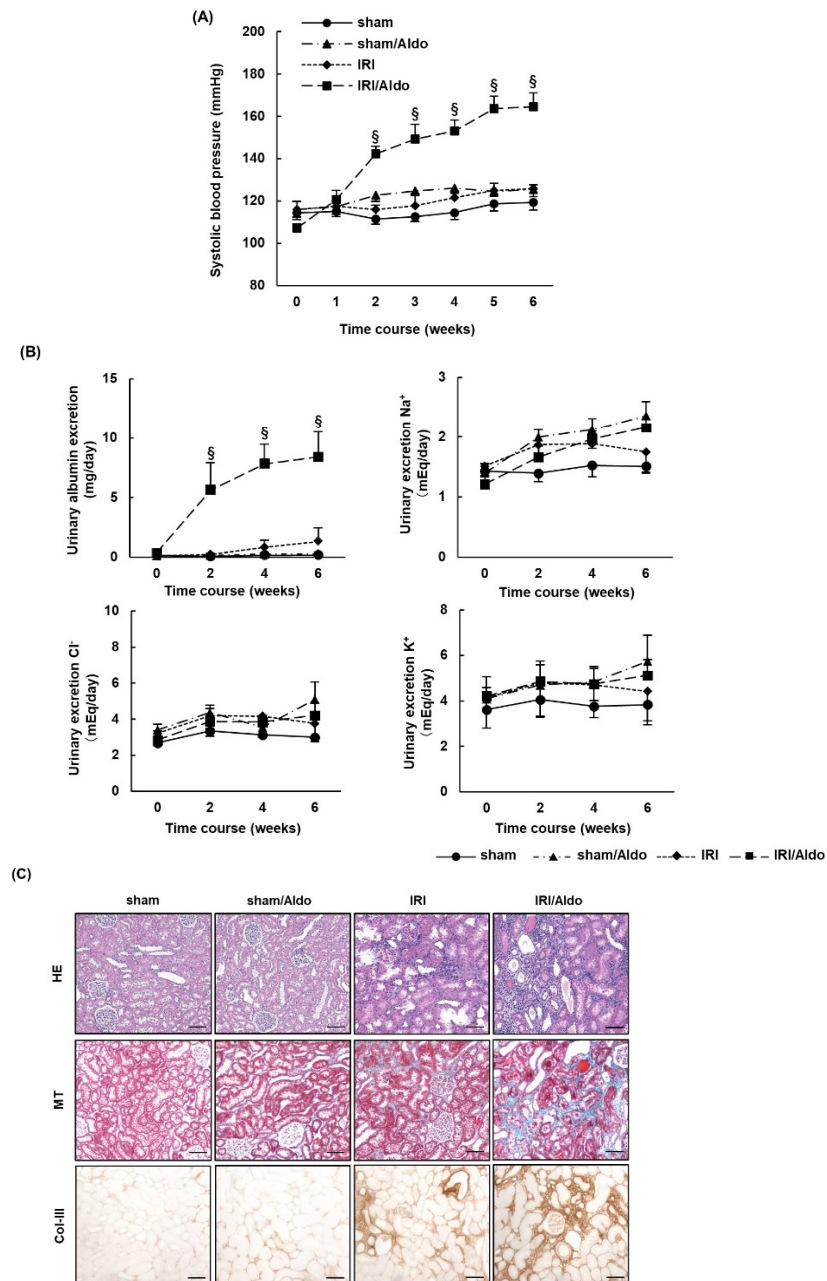 (A)
sham
sham/Aldo
IRI
IRI/Aldo
Systolic blood pressure (mmHg)
200
180
160
140
120
100
80
§ § § § §
0 1 2 3 4 5 6
Time course (weeks)
(B)
Urinary albumin excretion
(mg/day)
15
10
5
0
§ § §
0 2 4 6
Time course (weeks)
Urinary excretion Na⁺
(mEq/day)
3
2
1
0
0 2 4 6
Time course (weeks)
Urinary excretion Cl⁻
(mEq/day)
10
8
6
4
2
0
0 2 4 6
Time course (weeks)
Urinary excretion K⁺
(mEq/day)
8
6
4
2
0
0 2 4 6
Time course (weeks)
sham sham/Aldo IRI IRI/Aldo
(C)
sham sham/Aldo IRI IRI/Aldo
HE
MT
Col-III